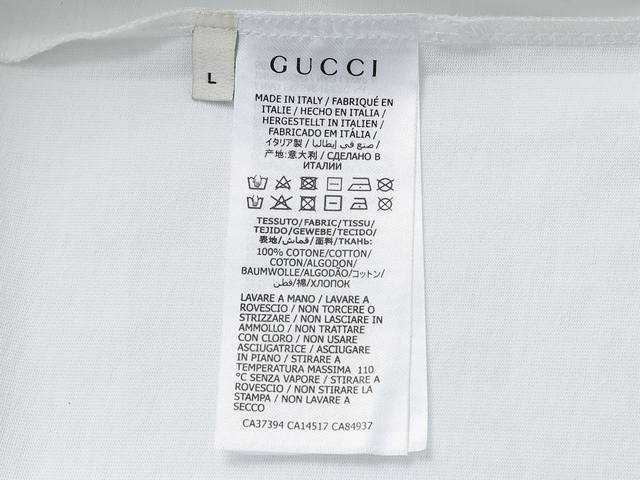 L
GUCCI
MADE IN ITALY / FABRIQUÉ EN
ITALIE / HECHO EN ITALIA /
HERGESTELLT IN ITALIEN /
FABRICADO EM ITÁLIA /
イタリア製 / صنع في إيطاليا /
产地:意大利 / СДЕЛАНО В
ИТАЛИИ
TESSUTO/FABRIC/TISSU/
TEJIDO/GEWEBE/TECIDO/
表地/قماش/面料/ТКАНЬ:
100% COTONE/COTTON/
COTON/ALGODON/
BAUMWOLLE/ALGODÃO/コットン/
قطن/棉/ХЛОПОК
LAVARE A MANO / LAVARE A
ROVESCIO / NON TORCERE O
STRIZZARE / NON LASCIARE IN
AMMOLLO / NON TRATTARE
CON CLORO / NON USARE
ASCIUGATRICE / ASCIUGARE
IN PIANO / STIRARE A
TEMPERATURA MASSIMA 110
°C SENZA VAPORE / STIRARE A
ROVESCIO / NON STIRARE LA
STAMPA / NON LAVARE A
SECCO
CA37394 CA14517 CA84937